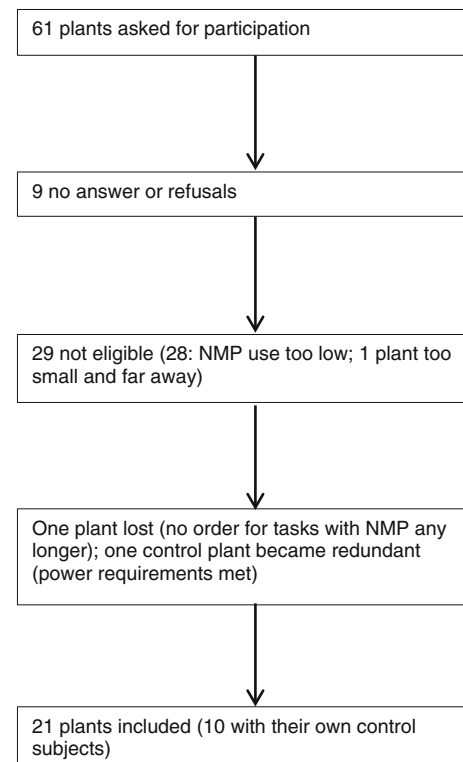 61 plants asked for participation
9 no answer or refusals
29 not eligible (28: NMP use too low; 1 plant too
small and far away)
One plant lost (no order for tasks with NMP any
longer); one control plant became redundant
(power requirements met)
21 plants included (10 with their own control
subjects)